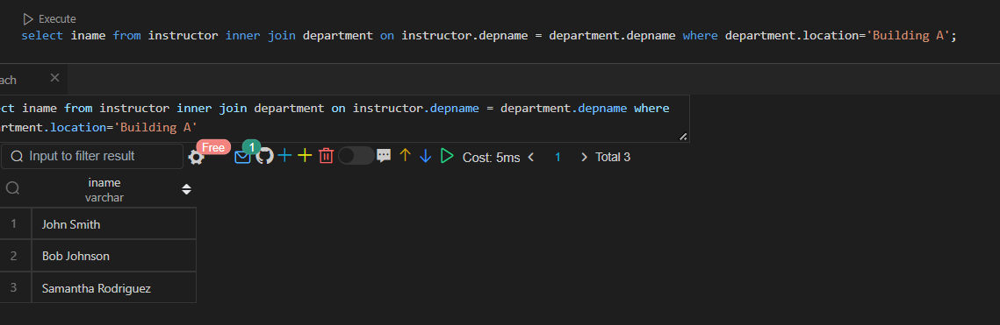 Execute
select iname from instructor inner join department on instructor.depname = department.depname where department.location='Building A';
ach
ct iname from instructor inner join department on instructor.depname = department.depname where
rtment.location='Building A'
Input to filter result
Free
1
Cost: 5ms
1
Total 3
iname
varchar
1 John Smith
2 Bob Johnson
3 Samantha Rodriguez